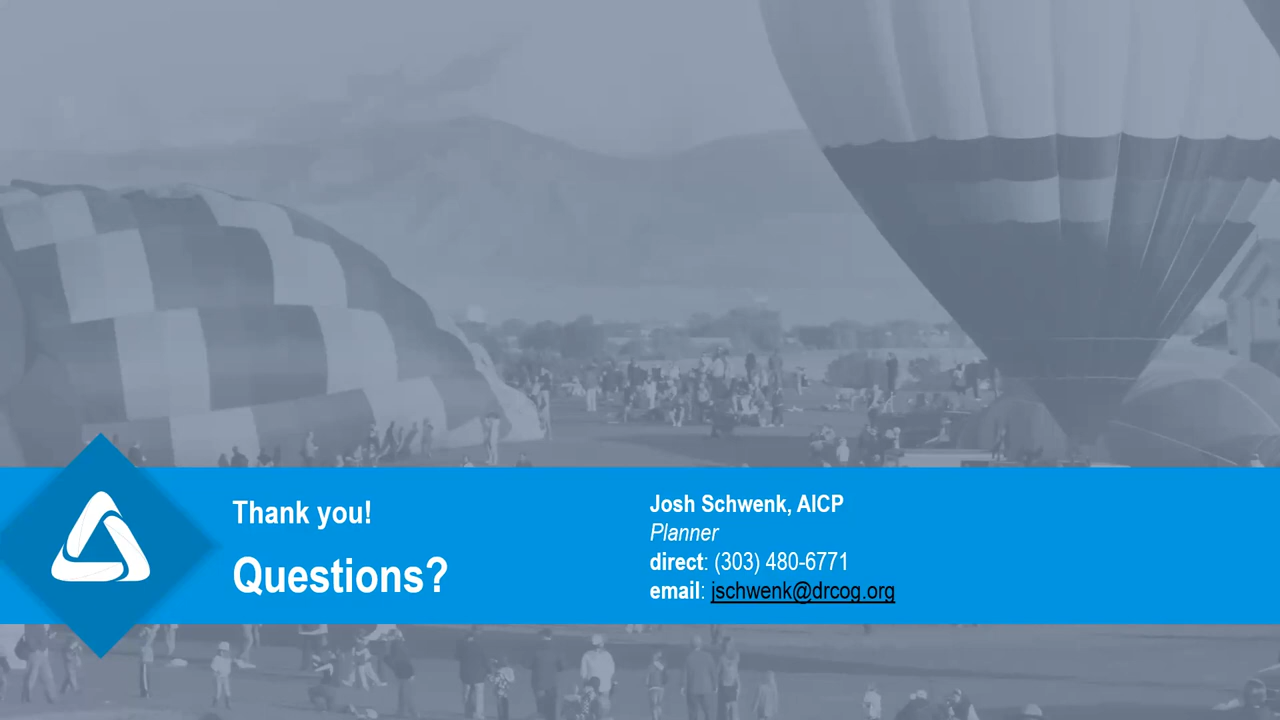 Thank you!
Questions?
Josh Schwenk, AICP
Planner
direct: (303) 480-6771
email: jschwenk@drcog.org